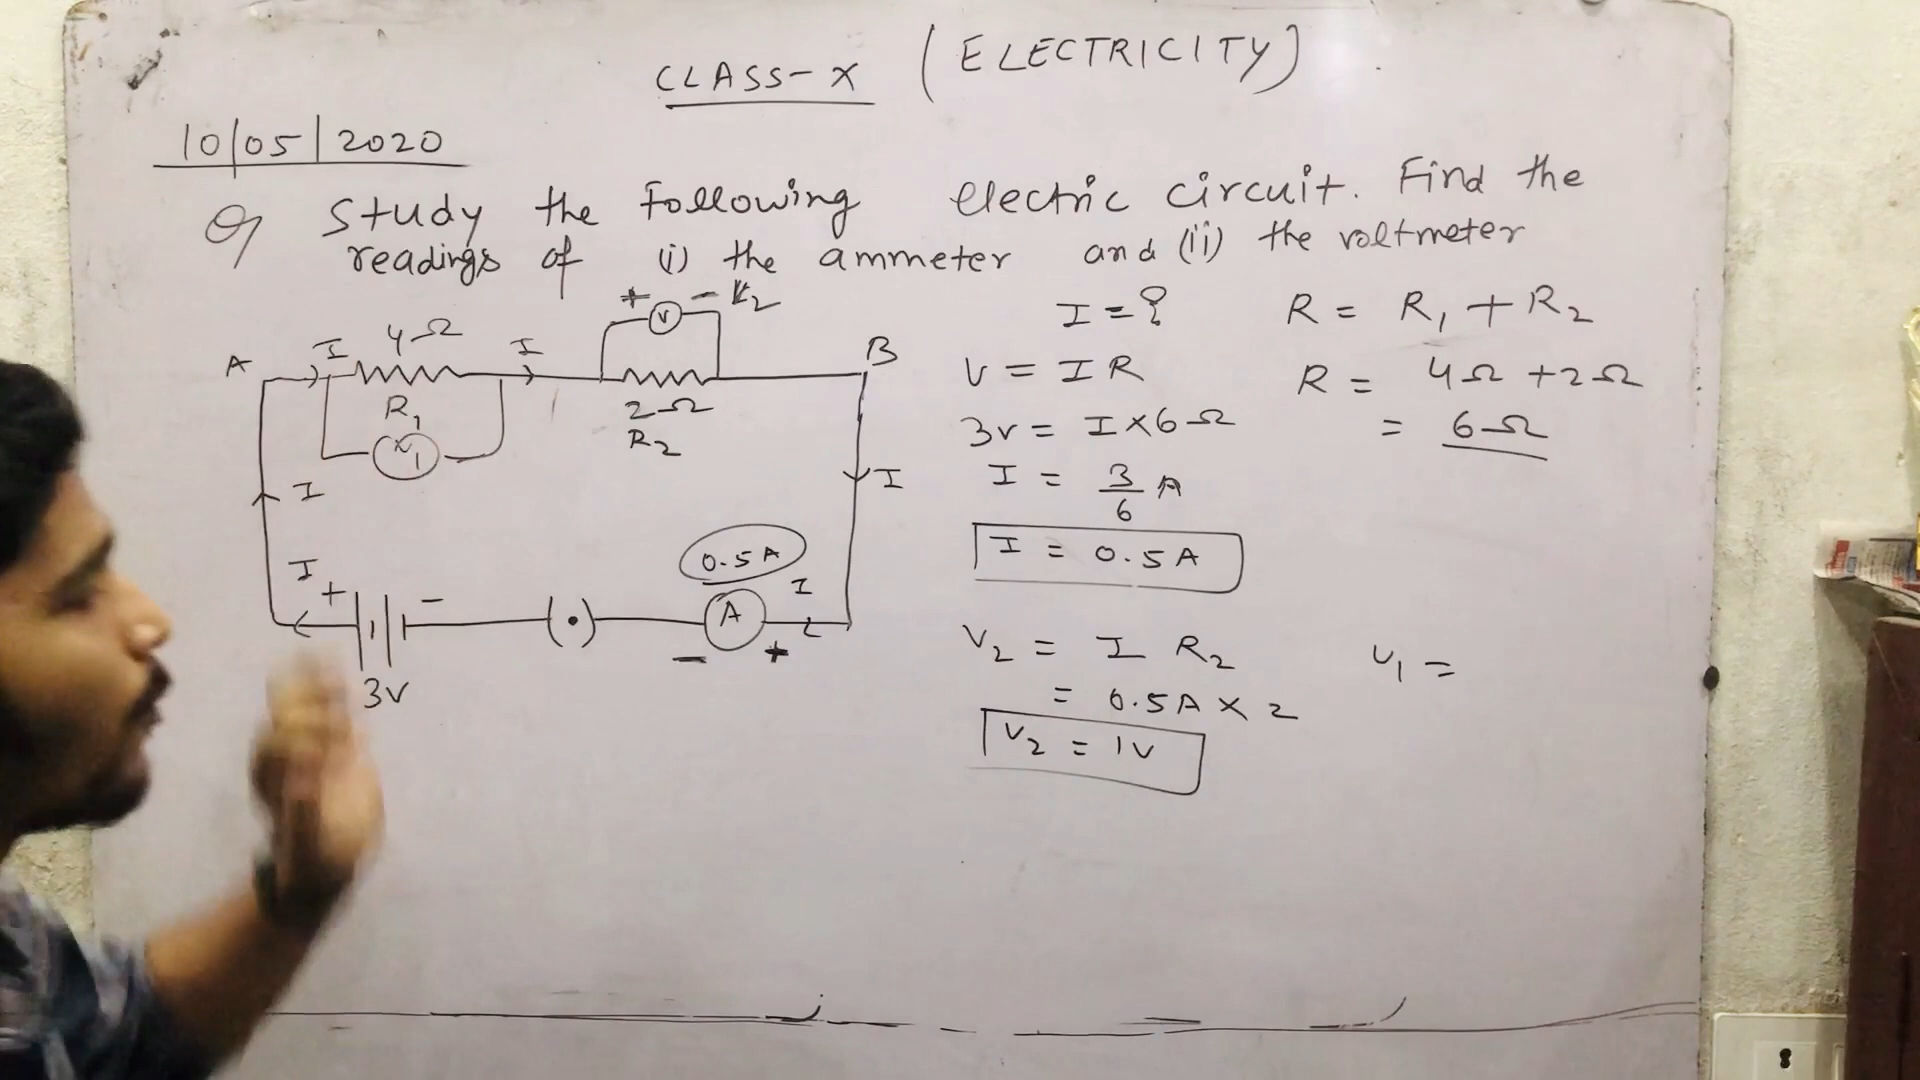 CLASS-X (ELECTRICITY)
10/05/2020
Q Study the following electric circuit. Find the
readings of (i) the ammeter and (ii) the voltmeter
+ V - V2
4Ω
A I I B
R1
V1
2Ω
R2
I I
0.5A
I + - A I
- +
3V
I = ? R = R1 + R2
V = IR R = 4Ω + 2Ω
3V = I×6Ω = 6Ω
I = 3/6 A
I = 0.5A
V2 = I R2 V1 =
= 0.5A × 2
V2 = 1V